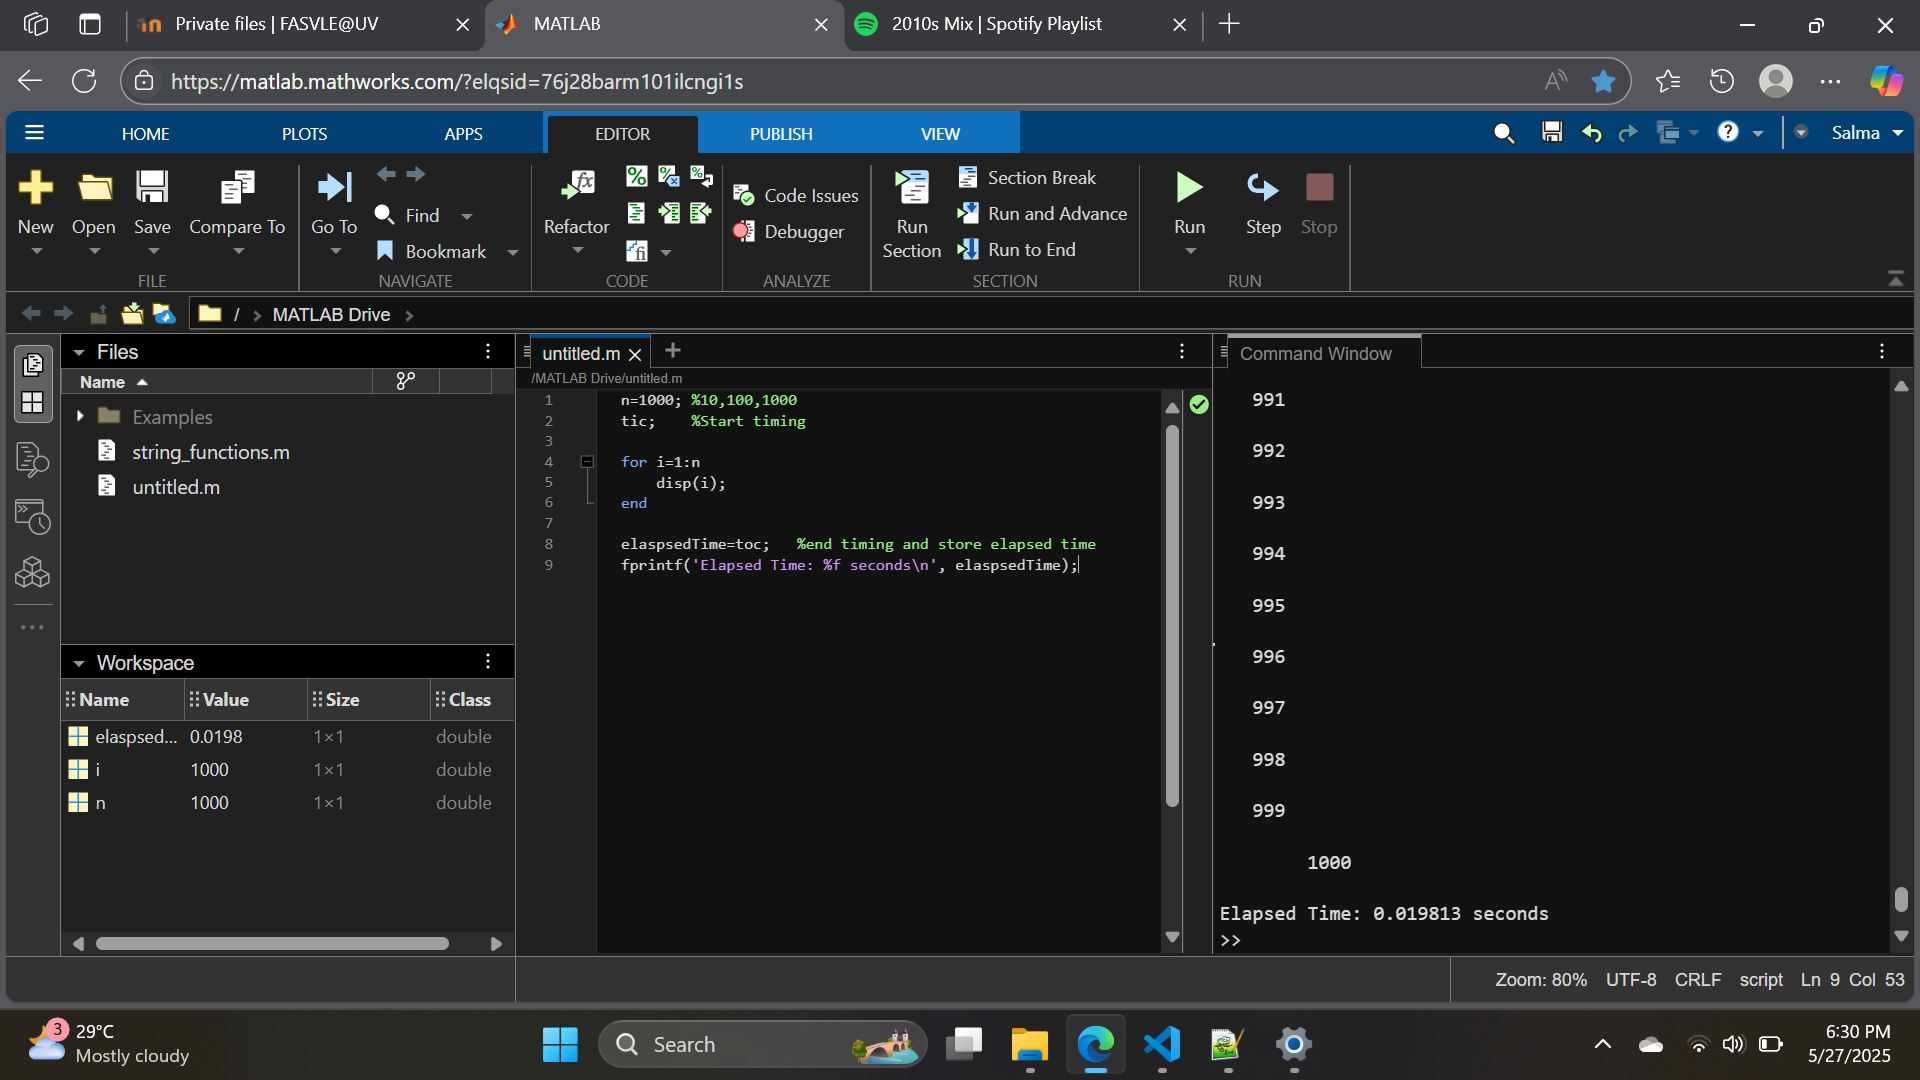 Private files | FASVLE@UV
MATLAB
2010s Mix | Spotify Playlist
https://matlab.mathworks.com/?elqsid=76j28barm101ilcngi1s
HOME
PLOTS
APPS
EDITOR
PUBLISH
VIEW
Salma
New
Open
Save
Compare To
FILE
Go To
Find
Bookmark
NAVIGATE
Refactor
CODE
Code Issues
Debugger
ANALYZE
Run Section
Section Break
Run and Advance
Run to End
SECTION
Run
Step
Stop
RUN
/ > MATLAB Drive >
Files
Name
Examples
string_functions.m
untitled.m
Workspace
Name Value Size Class
elaspsed... 0.0198 1×1 double
i 1000 1×1 double
n 1000 1×1 double
untitled.m
/MATLAB Drive/untitled.m
1 n=1000; %10,100,1000
2 tic; %Start timing
3
4 for i=1:n
5 disp(i);
6 end
7
8 elaspsedTime=toc; %end timing and store elapsed time
9 fprintf('Elapsed Time: %f seconds\n', elaspsedTime);
Command Window
991
992
993
994
995
996
997
998
999
1000
Elapsed Time: 0.019813 seconds
>>
Zoom: 80% UTF-8 CRLF script Ln 9 Col 53
3
29°C
Mostly cloudy
Search
6:30 PM
5/27/2025